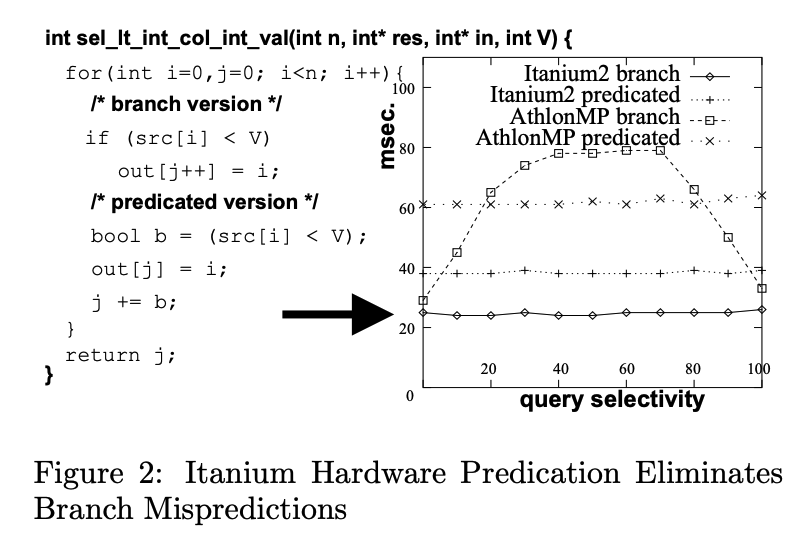 int sel_lt_int_col_int_val(int n, int* res, int* in, int V) {
for(int i=0,j=0; i<n; i++){
/* branch version */
if (src[i] < V)
out[j++] = i;
/* predicated version */
bool b = (src[i] < V);
out[j] = i;
j += b;
}
return j;
}
msec.
100
80
60
40
20
0
20
40
60
80
100
query selectivity
Itanium2 branch
Itanium2 predicated
AthlonMP branch
AthlonMP predicated
Figure 2: Itanium Hardware Predication Eliminates
Branch Mispredictions